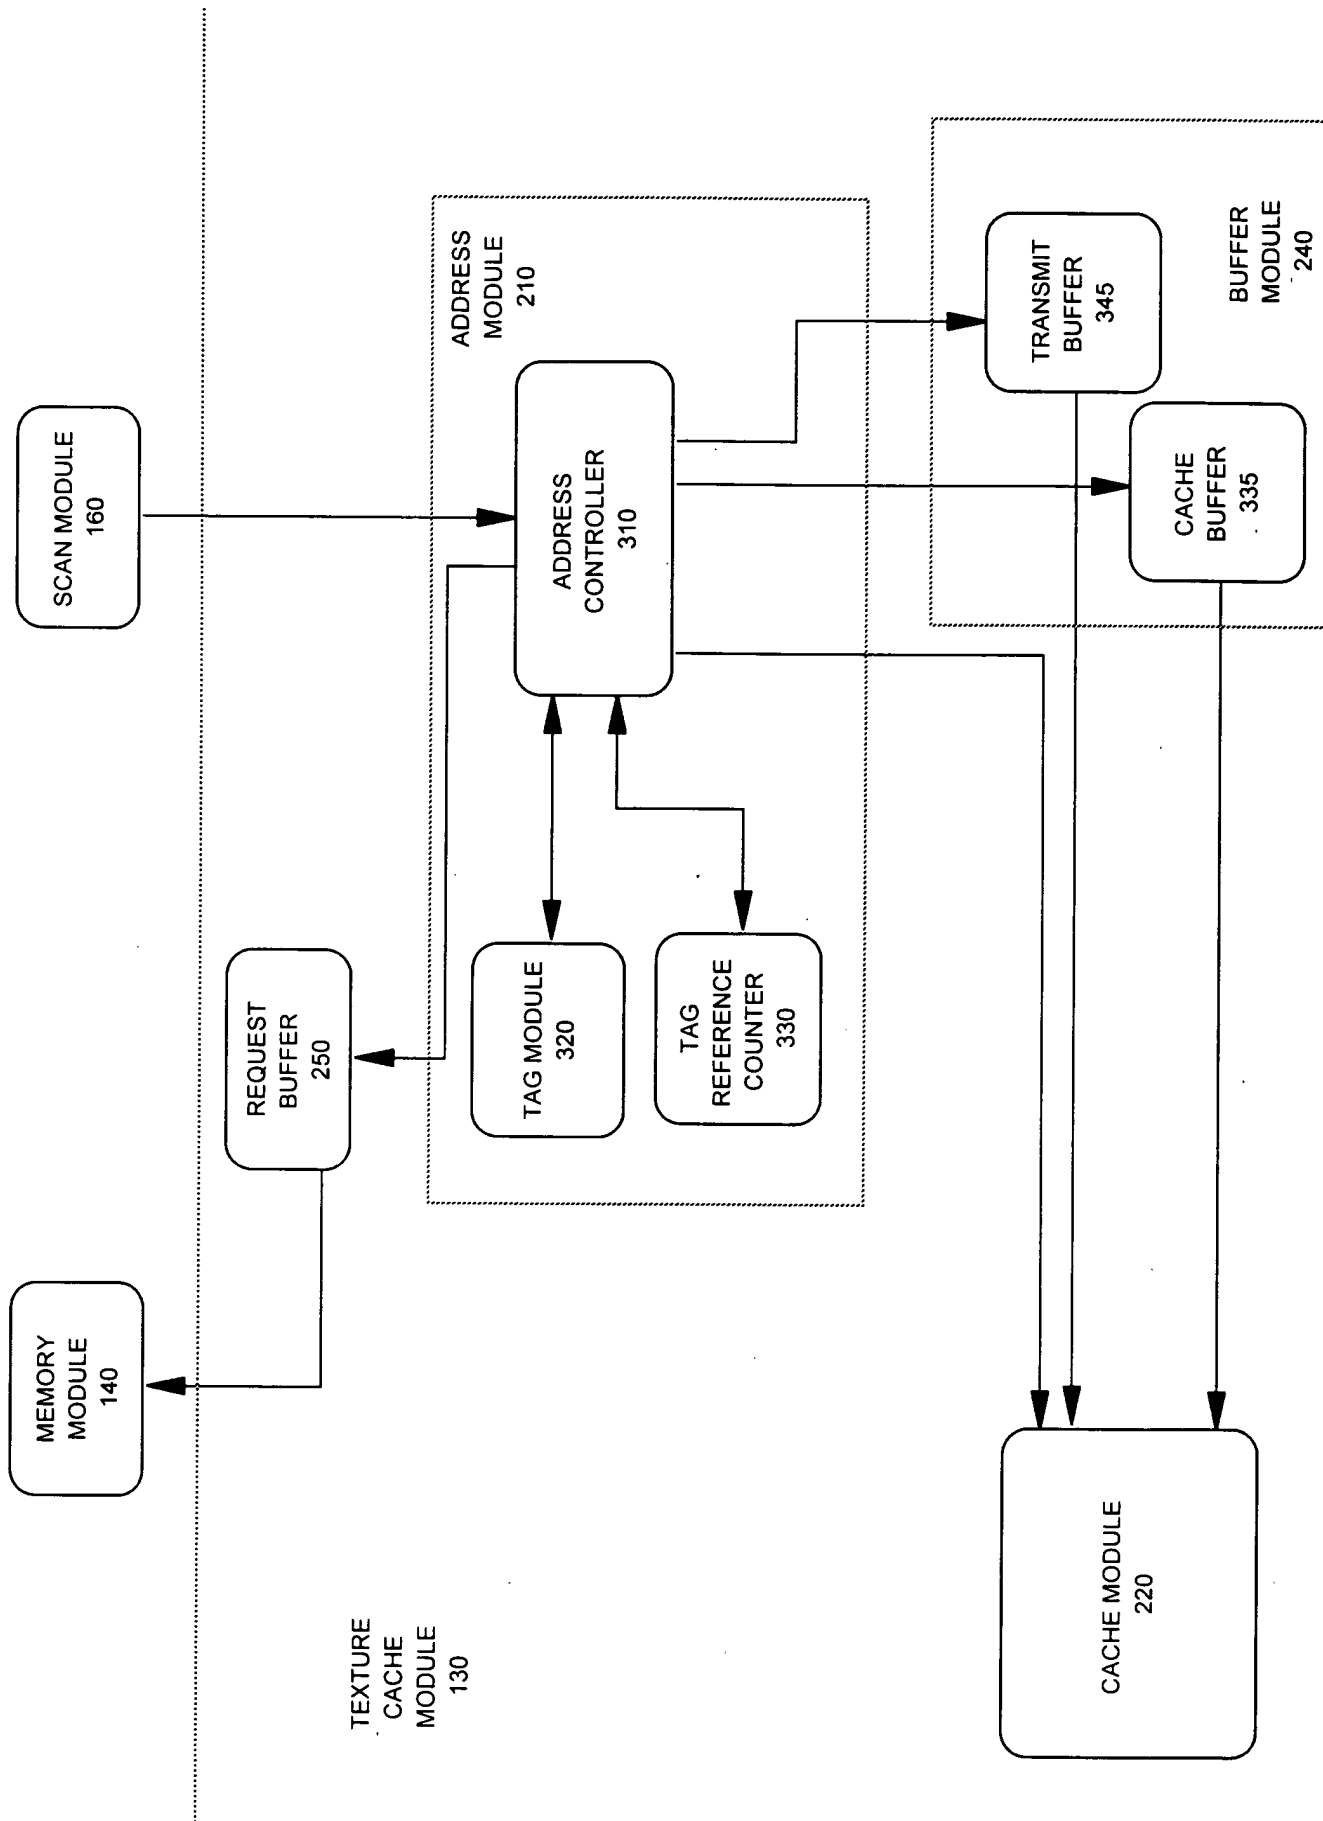 MEMORY
MODULE
140
SCAN MODULE
160
TEXTURE
CACHE
MODULE
130
REQUEST
BUFFER
250
ADDRESS
MODULE
210
TAG MODULE
320
ADDRESS
CONTROLLER
310
TAG
REFERENCE
COUNTER
330
CACHE MODULE
220
TRANSMIT
BUFFER
345
CACHE
BUFFER
335
BUFFER
MODULE
240